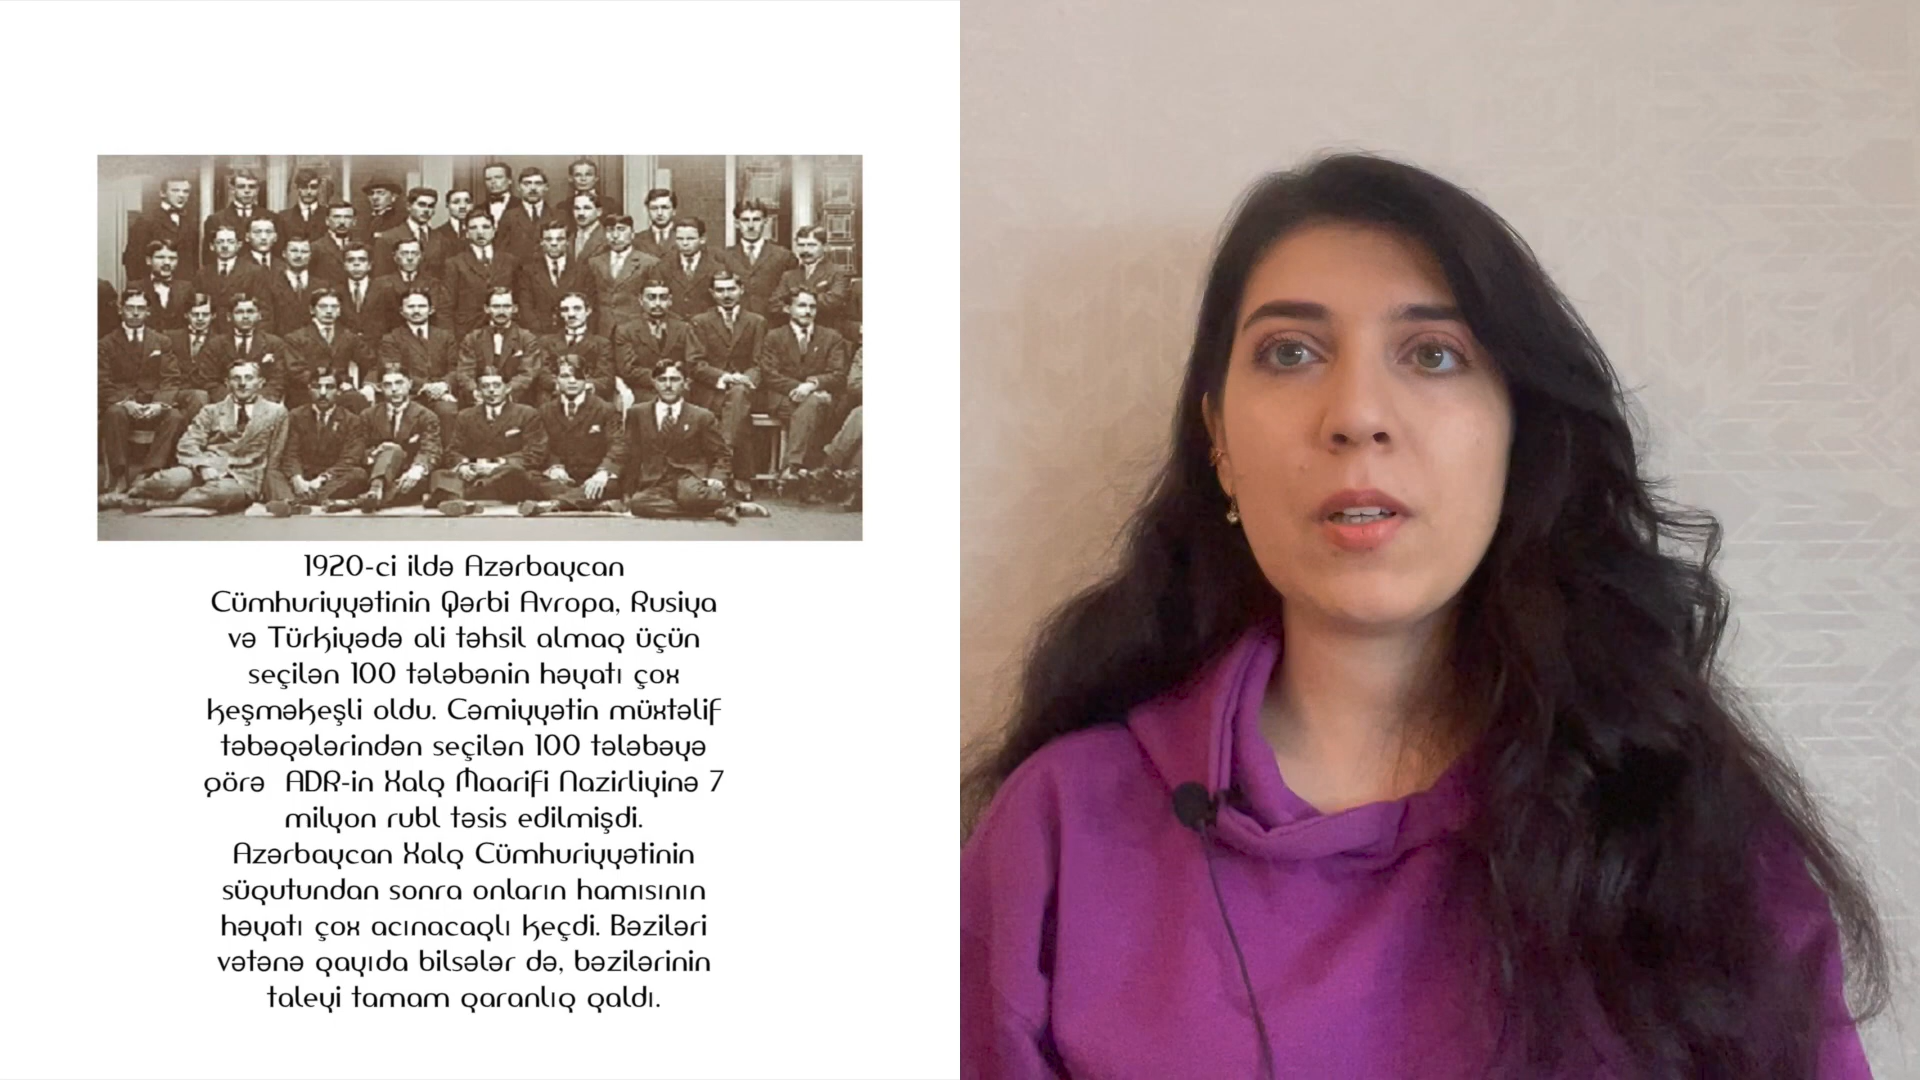 1920-ci ildə Azərbaycan
Cümhuriyyətinin Qərbi Avropa, Rusiya
və Türkiyədə ali təhsil almaq üçün
seçilən 100 tələbənin həyatı çox
keşməkeşli oldu. Cəmiyyətin müxtəlif
təbəqələrindən seçilən 100 tələbəyə
görə ADR-in Xalq Maarifi Nazirliyinə 7
milyon rubl təsis edilmişdi.
Azərbaycan Xalq Cümhuriyyətinin
süqutundan sonra onların hamısının
həyatı çox acınacaqlı keçdi. Bəziləri
vətənə qayıda bilsələr də, bəzilərinin
taleyi tamam qaranlıq qaldı.